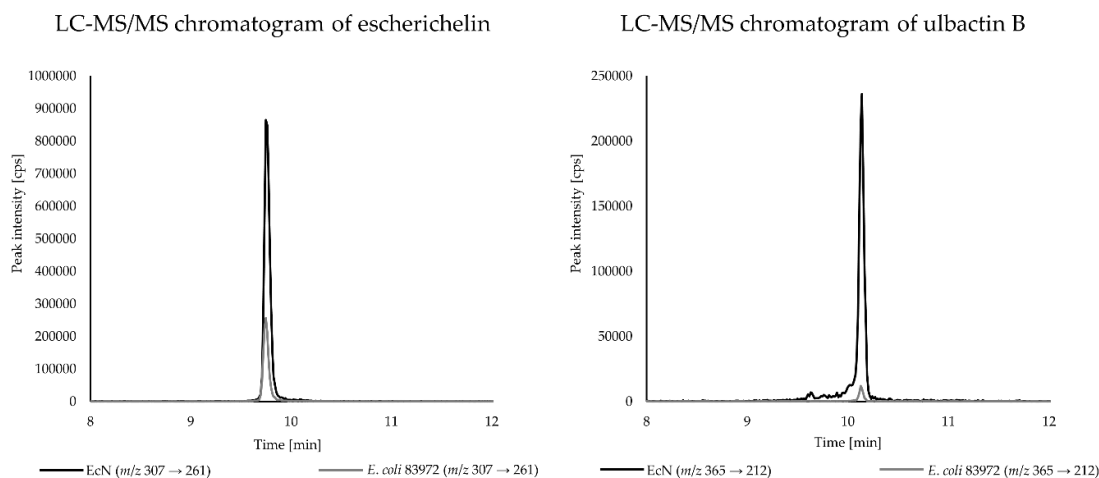 LC-MS/MS chromatogram of escherichelin
1000000
900000
800000
700000
600000
500000
400000
300000
200000
100000
0
Peak intensity [cps]
8 9 10 11 12
Time [min]
EcN (m/z 307 → 261) E. coli 83972 (m/z 307 → 261)
LC-MS/MS chromatogram of ulbactin B
250000
200000
150000
100000
50000
0
Peak intensity [cps]
8 9 10 11 12
Time [min]
EcN (m/z 365 → 212) E. coli 83972 (m/z 365 → 212)